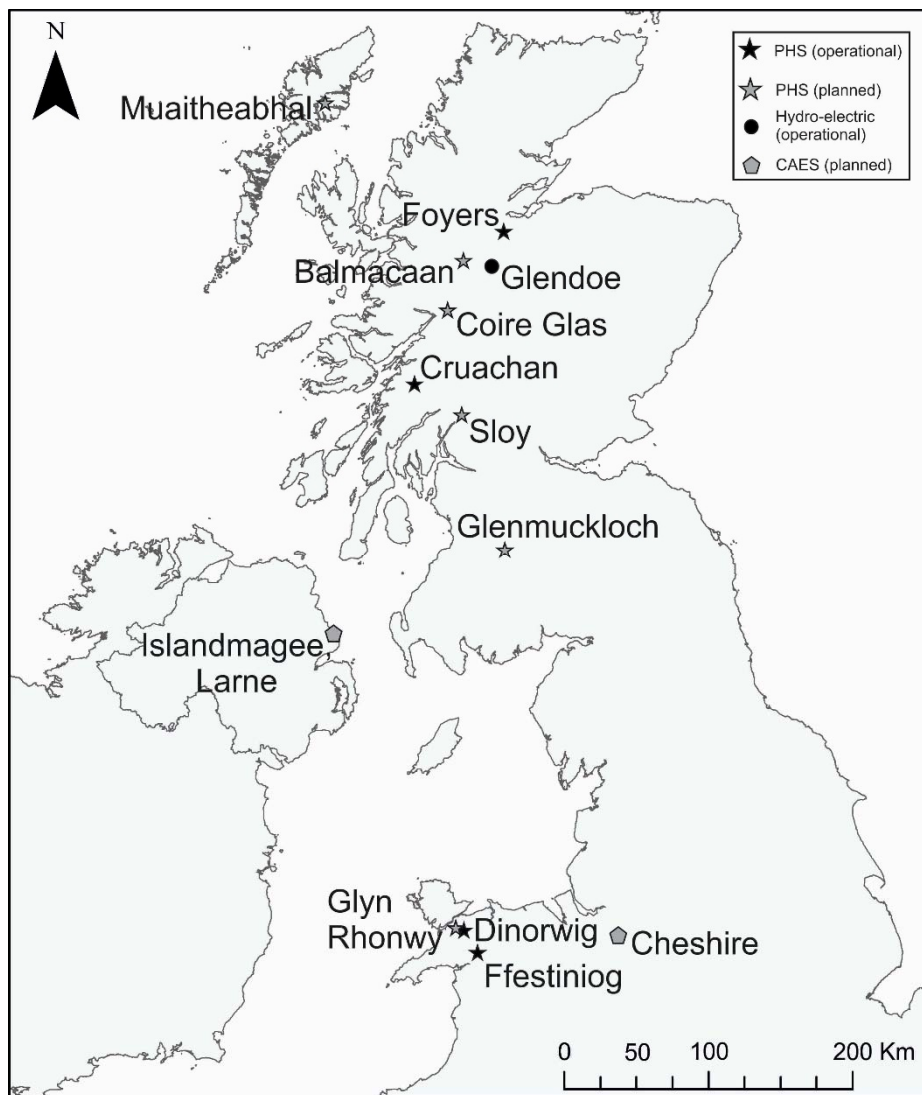 N
PHS (operational)
PHS (planned)
Hydro-electric
(operational)
CAES (planned)
Muaitheabhal
Foyers
Balmacaan
Glendoe
Coire Glas
Cruachan
Sloy
Glenmuckloch
Islandmagee,
Larne
Glyn
Rhonwy
Dinorwig
Cheshire
Ffestiniog
0 50 100 200 Km